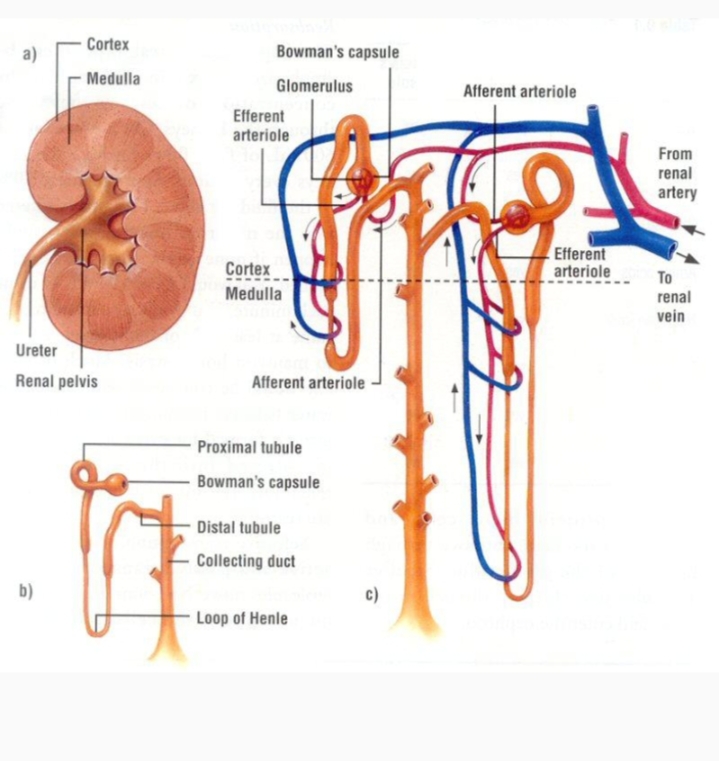 a)
Cortex
Medulla
Ureter
Renal pelvis
b)
Proximal tubule
Bowman's capsule
Distal tubule
Collecting duct
Loop of Henle
c)
Bowman's capsule
Glomerulus
Efferent
arteriole
Afferent arteriole
From
renal
artery
Efferent
arteriole
To
renal
vein
Cortex
Medulla
Afferent arteriole